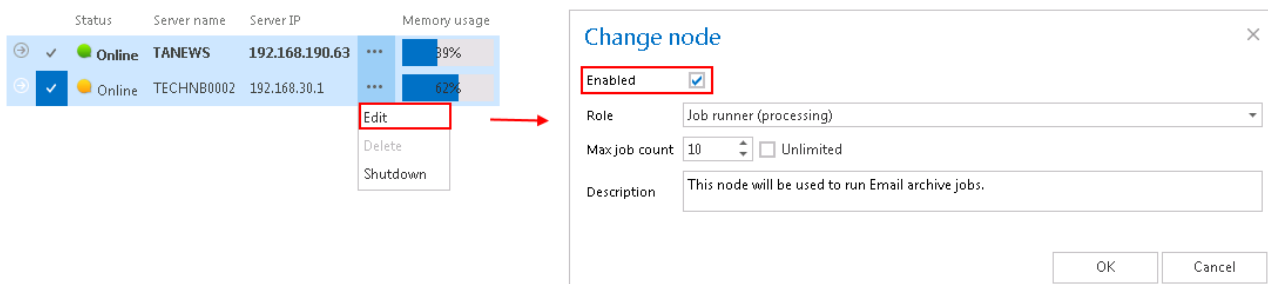 Status Server name Server IP Memory usage
Online TANEWS 192.168.190.63 ••• 39%
Online TECHNB0002 192.168.30.1 ••• 62%
Edit
Delete
Shutdown
Change node
Enabled
Role Job runner (processing)
Max job count 10 Unlimited
Description This node will be used to run Email archive jobs.
OK Cancel